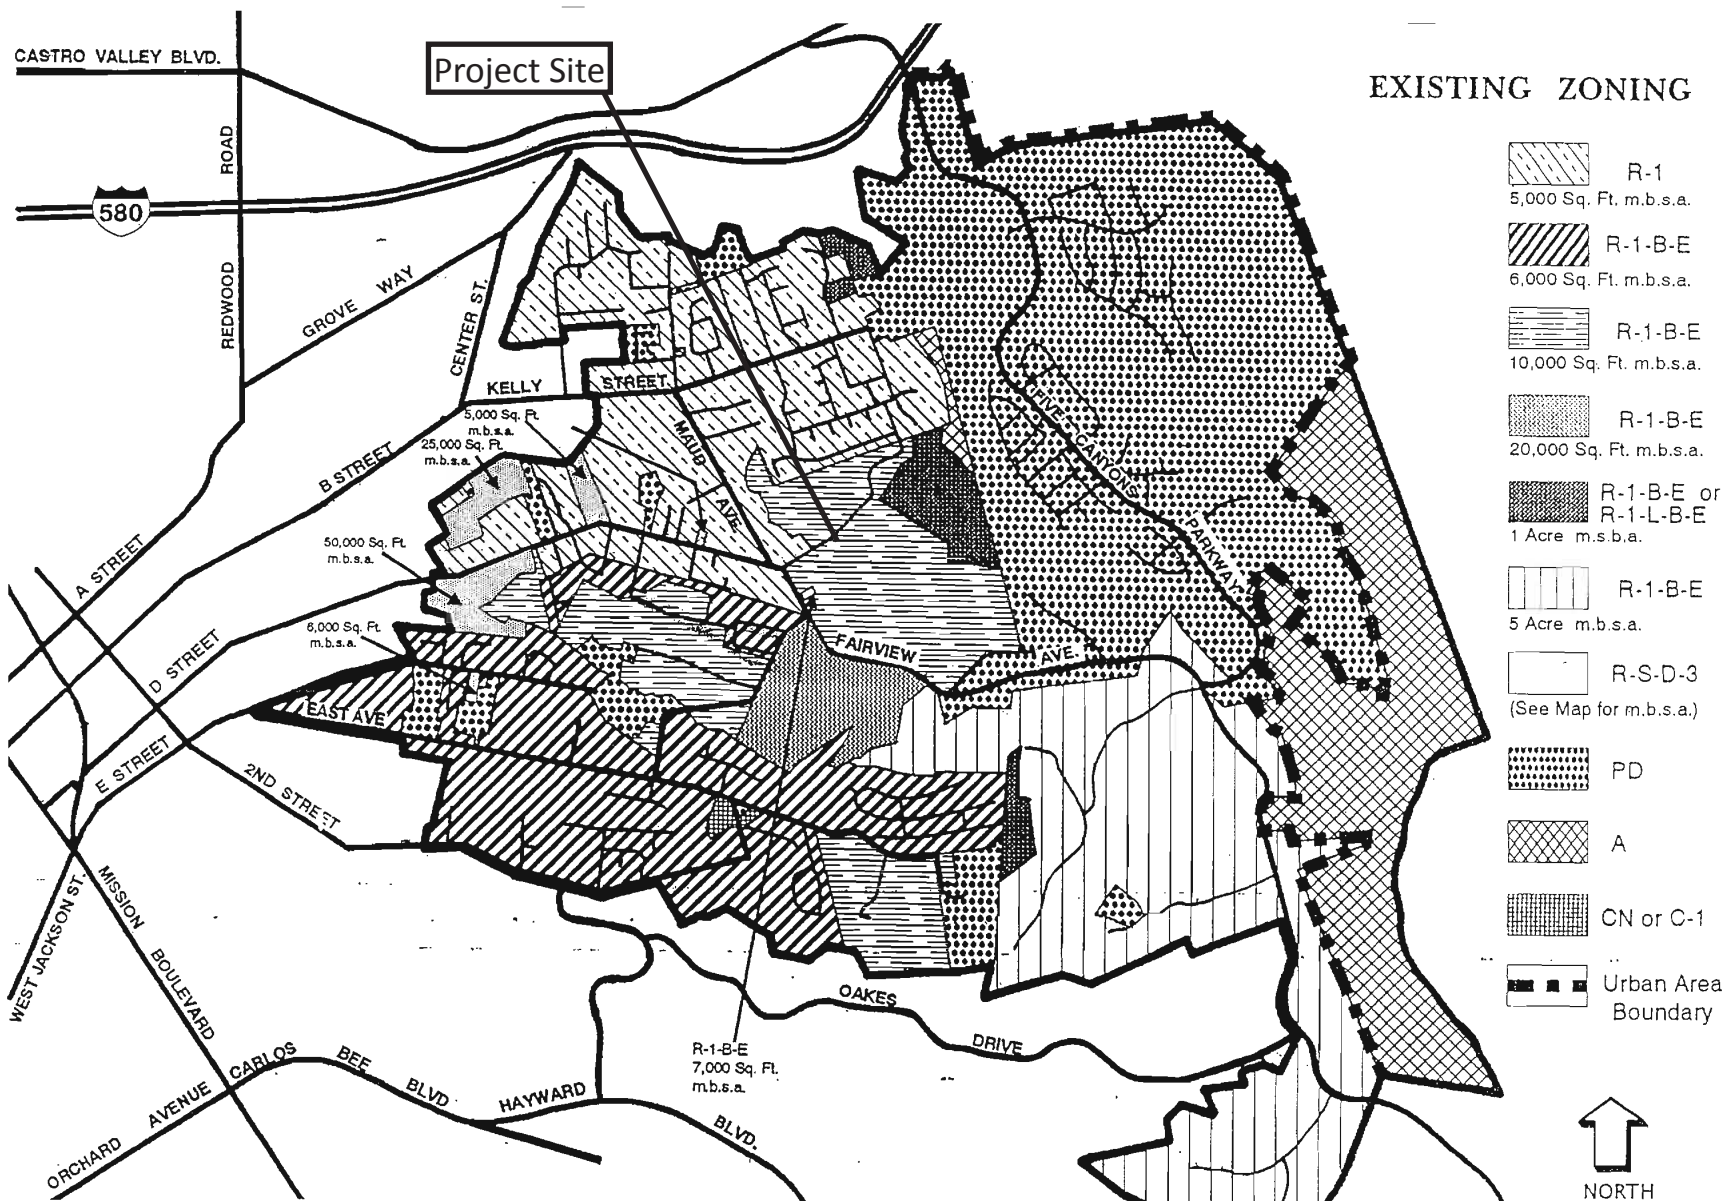 CASTRO VALLEY BLVD.
Project Site
EXISTING ZONING
REDWOOD ROAD
580
GROVE WAY
CENTER ST.
KELLY STREET
5,000 Sq. Ft.
m.b.s.a.
25,000 Sq. Ft.
m.b.s.a.
B STREET
MAUD AVE.
FIVE CANYONS PARKWAY
50,000 Sq. Ft.
m.b.s.a.
A STREET
D STREET
6,000 Sq. Ft.
m.b.s.a.
FAIRVIEW AVE.
EAST AVE
E STREET
2ND STREET
WEST JACKSON ST.
MISSION BOULEVARD
OAKES DRIVE
R-1-B-E
7,000 Sq. Ft.
m.b.s.a.
ORCHARD AVENUE
CARLOS BEE BLVD
HAYWARD BLVD.
R-1
5,000 Sq. Ft. m.b.s.a.
R-1-B-E
6,000 Sq. Ft. m.b.s.a.
R-1-B-E
10,000 Sq. Ft. m.b.s.a.
R-1-B-E
20,000 Sq. Ft. m.b.s.a.
R-1-B-E or
R-1-L-B-E
1 Acre m.s.b.a.
R-1-B-E
5 Acre m.b.s.a.
R-S-D-3
(See Map for m.b.s.a.)
PD
A
CN or C-1
Urban Area
Boundary
NORTH